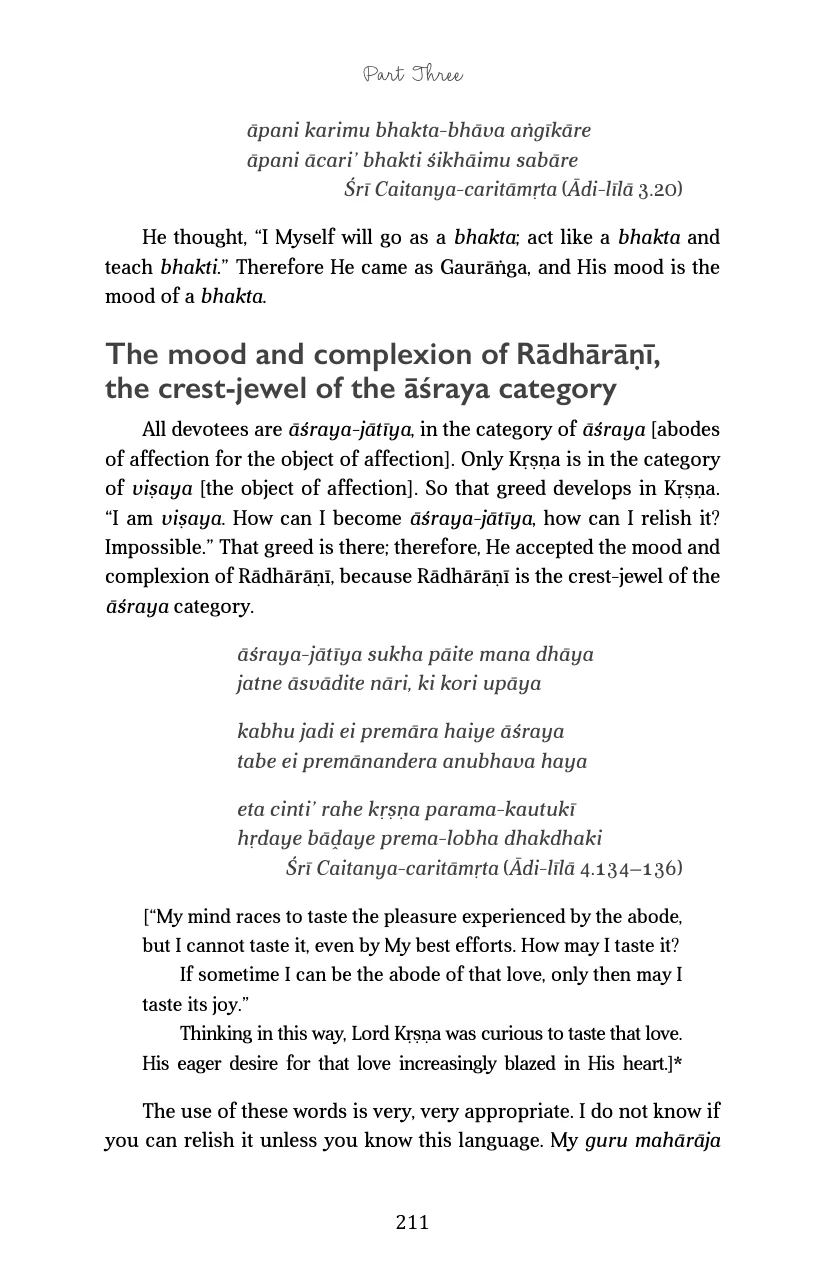 Part Three
āpani karimu bhakta-bhāva aṅgīkāre
āpani ācari’ bhakti śikhāimu sabāre
Śrī Caitanya-caritāmṛta (Ādi-līlā 3.20)
He thought, “I Myself will go as a bhakta; act like a bhakta and
teach bhakti.” Therefore He came as Gaurāṅga, and His mood is the
mood of a bhakta.
The mood and complexion of Rādhārāṇī,
the crest-jewel of the āśraya category
All devotees are āśraya-jātīya, in the category of āśraya [abodes
of affection for the object of affection]. Only Kṛṣṇa is in the category
of viṣaya [the object of affection]. So that greed develops in Kṛṣṇa.
“I am viṣaya. How can I become āśraya-jātīya, how can I relish it?
Impossible.” That greed is there; therefore, He accepted the mood and
complexion of Rādhārāṇī, because Rādhārāṇī is the crest-jewel of the
āśraya category.
āśraya-jātīya sukha pāite mana dhāya
jatne āsvādite nāri, ki kori upāya
kabhu jadi ei premāra haiye āśraya
tabe ei premānandera anubhava haya
eta cinti’ rahe kṛṣṇa parama-kautukī
hṛdaye bāḓaye prema-lobha dhakdhaki
Śrī Caitanya-caritāmṛta (Ādi-līlā 4.134–136)
[“My mind races to taste the pleasure experienced by the abode,
but I cannot taste it, even by My best efforts. How may I taste it?
If sometime I can be the abode of that love, only then may I
taste its joy.”
Thinking in this way, Lord Kṛṣṇa was curious to taste that love.
His eager desire for that love increasingly blazed in His heart.]*
The use of these words is very, very appropriate. I do not know if
you can relish it unless you know this language. My guru mahārāja
211